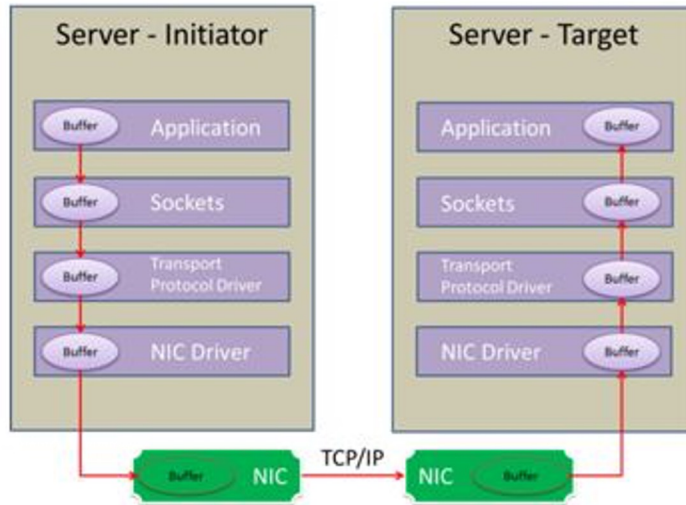 Server - Initiator
Buffer Application
Buffer Sockets
Buffer Transport
Protocol Driver
Buffer NIC Driver
Buffer NIC
TCP/IP
Server - Target
Application Buffer
Sockets Buffer
Transport
Protocol Driver Buffer
NIC Driver Buffer
NIC Buffer